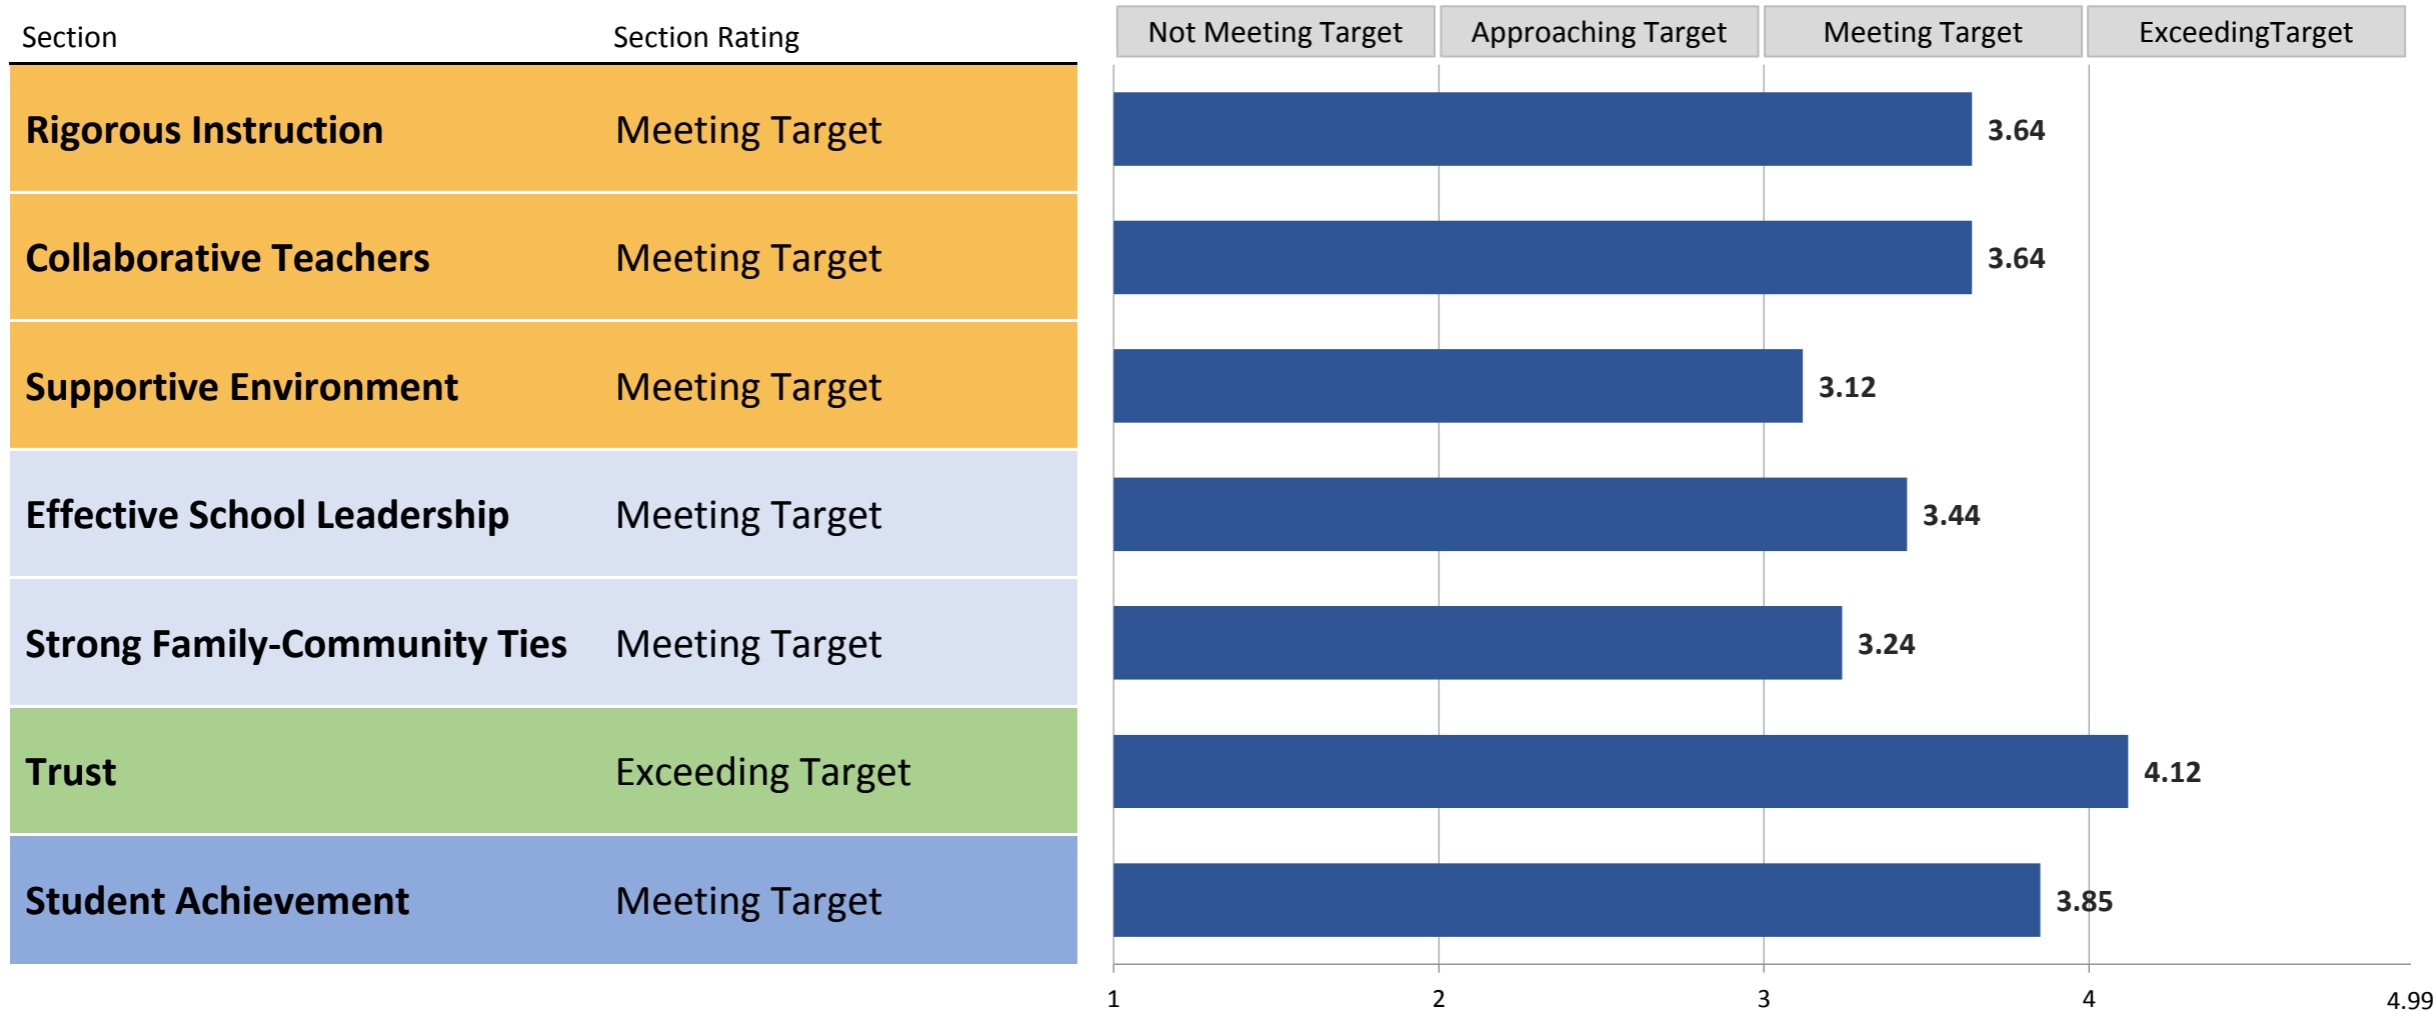 Section Section Rating Not Meeting Target Approaching Target Meeting Target ExceedingTarget
Rigorous Instruction Meeting Target 3.64
Collaborative Teachers Meeting Target 3.64
Supportive Environment Meeting Target 3.12
Effective School Leadership Meeting Target 3.44
Strong Family-Community Ties Meeting Target 3.24
Trust Exceeding Target 4.12
Student Achievement Meeting Target 3.85
1 2 3 4 4.99